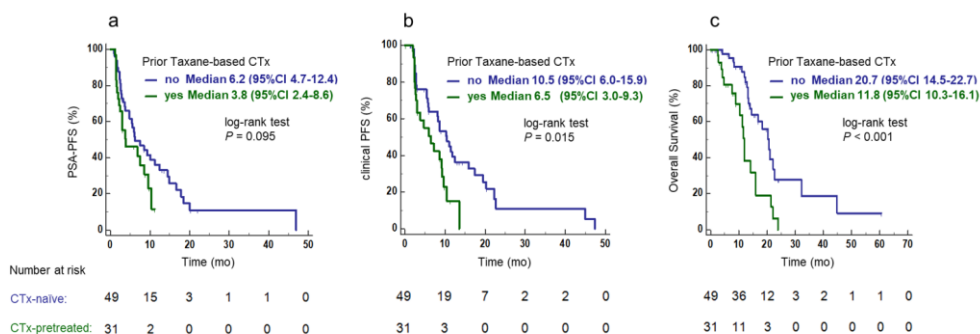 a
b
c
Prior Taxane-based CTx
no Median 6.2 (95%CI 4.7-12.4)
yes Median 3.8 (95%CI 2.4-8.6)
log-rank test
P = 0.095
PSA-PFS (%)
100
80
60
40
20
0
0 10 20 30 40 50
Time (mo)
Prior Taxane-based CTx
no Median 10.5 (95%CI 6.0-15.9)
yes Median 6.5 (95%CI 3.0-9.3)
log-rank test
P = 0.015
clinical PFS (%)
100
80
60
40
20
0
0 10 20 30 40 50
Time (mo)
Prior Taxane-based CTx
no Median 20.7 (95%CI 14.5-22.7)
yes Median 11.8 (95%CI 10.3-16.1)
log-rank test
P < 0.001
Overall Survival (%)
100
80
60
40
20
0
0 10 20 30 40 50 60 70
Time (mo)
Number at risk
CTx-naïve: 49 15 3 1 1 0 49 19 7 2 2 0 49 36 12 3 2 1 1 0
CTx-pretreated: 31 2 0 0 0 0 31 3 0 0 0 0 31 11 3 0 0 0 0 0